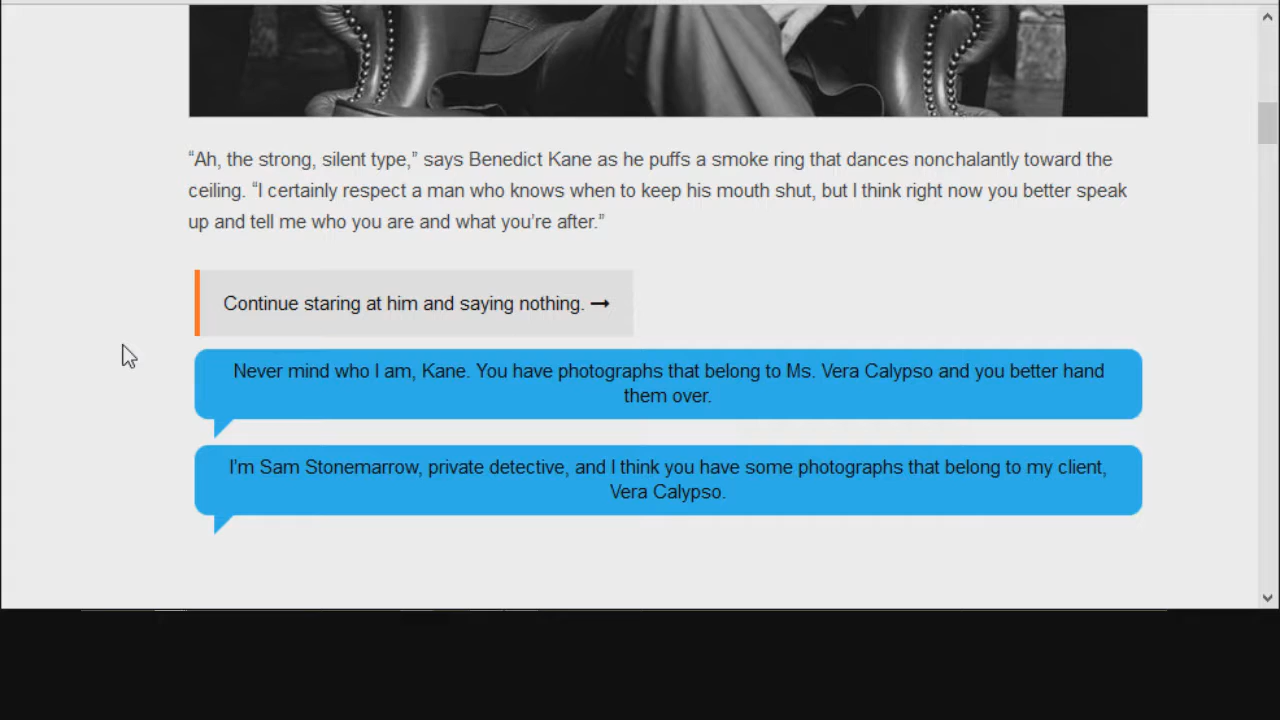 “Ah, the strong, silent type,” says Benedict Kane as he puffs a smoke ring that dances nonchalantly toward the
ceiling. “I certainly respect a man who knows when to keep his mouth shut, but I think right now you better speak
up and tell me who you are and what you’re after.”
Continue staring at him and saying nothing. →
Never mind who I am, Kane. You have photographs that belong to Ms. Vera Calypso and you better hand
them over.
I’m Sam Stonemarrow, private detective, and I think you have some photographs that belong to my client,
Vera Calypso.